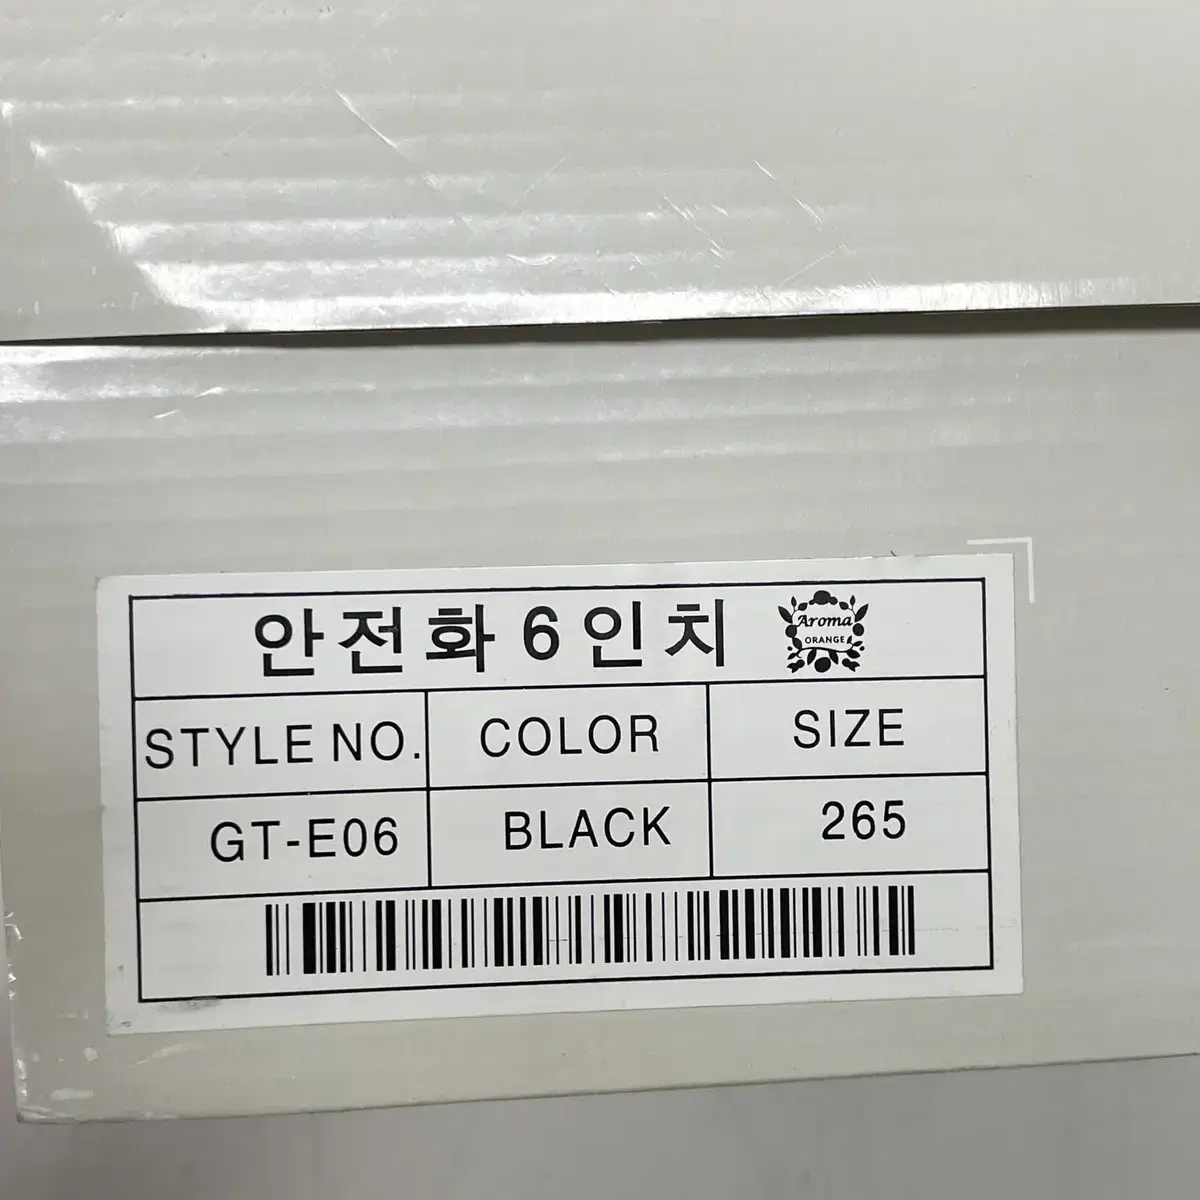 안전화 6인치
Aroma
ORANGE
STYLE NO. COLOR SIZE
GT-E06 BLACK 265